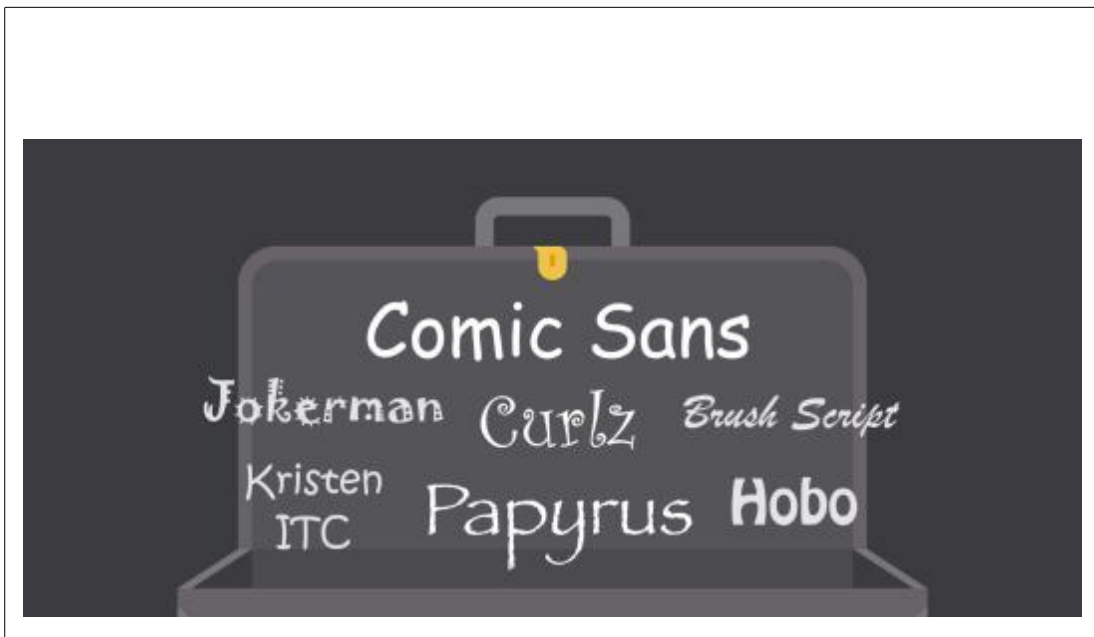 Comic Sans
Jokerman Curlz Brush Script
Kristen
ITC
Papyrus Hobo